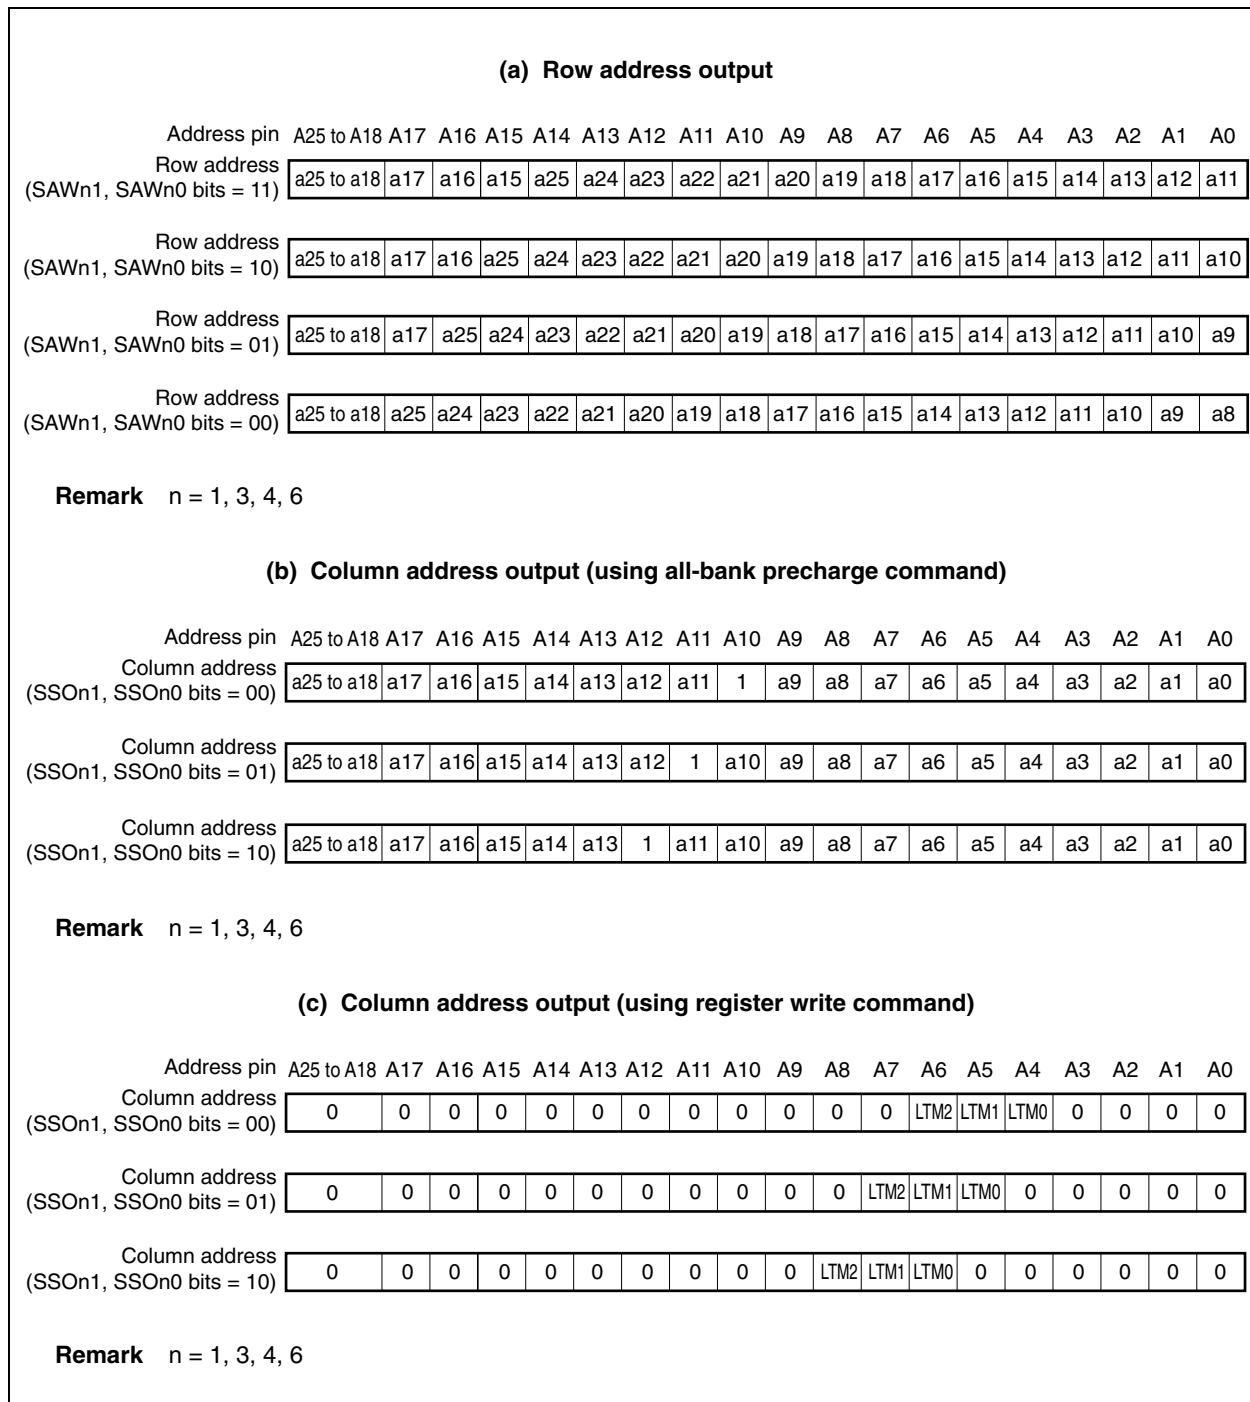 (a) Row address output
Address pin A25 to A18 A17 A16 A15 A14 A13 A12 A11 A10 A9 A8 A7 A6 A5 A4 A3 A2 A1 A0
Row address
(SAWn1, SAWn0 bits = 11) a25 to a18 a17 a16 a15 a25 a24 a23 a22 a21 a20 a19 a18 a17 a16 a15 a14 a13 a12 a11
Row address
(SAWn1, SAWn0 bits = 10) a25 to a18 a17 a16 a25 a24 a23 a22 a21 a20 a19 a18 a17 a16 a15 a14 a13 a12 a11 a10
Row address
(SAWn1, SAWn0 bits = 01) a25 to a18 a17 a25 a24 a23 a22 a21 a20 a19 a18 a17 a16 a15 a14 a13 a12 a11 a10 a9
Row address
(SAWn1, SAWn0 bits = 00) a25 to a18 a25 a24 a23 a22 a21 a20 a19 a18 a17 a16 a15 a14 a13 a12 a11 a10 a9 a8
Remark n = 1, 3, 4, 6
(b) Column address output (using all-bank precharge command)
Address pin A25 to A18 A17 A16 A15 A14 A13 A12 A11 A10 A9 A8 A7 A6 A5 A4 A3 A2 A1 A0
Column address
(SSOn1, SSOn0 bits = 00) a25 to a18 a17 a16 a15 a14 a13 a12 a11 1 a9 a8 a7 a6 a5 a4 a3 a2 a1 a0
Column address
(SSOn1, SSOn0 bits = 01) a25 to a18 a17 a16 a15 a14 a13 a12 1 a10 a9 a8 a7 a6 a5 a4 a3 a2 a1 a0
Column address
(SSOn1, SSOn0 bits = 10) a25 to a18 a17 a16 a15 a14 a13 1 a11 a10 a9 a8 a7 a6 a5 a4 a3 a2 a1 a0
Remark n = 1, 3, 4, 6
(c) Column address output (using register write command)
Address pin A25 to A18 A17 A16 A15 A14 A13 A12 A11 A10 A9 A8 A7 A6 A5 A4 A3 A2 A1 A0
Column address
(SSOn1, SSOn0 bits = 00) 0 0 0 0 0 0 0 0 0 0 0 0 LTM2 LTM1 LTM0 0 0 0 0
Column address
(SSOn1, SSOn0 bits = 01) 0 0 0 0 0 0 0 0 0 0 0 LTM2 LTM1 LTM0 0 0 0 0 0
Column address
(SSOn1, SSOn0 bits = 10) 0 0 0 0 0 0 0 0 0 0 LTM2 LTM1 LTM0 0 0 0 0 0 0
Remark n = 1, 3, 4, 6